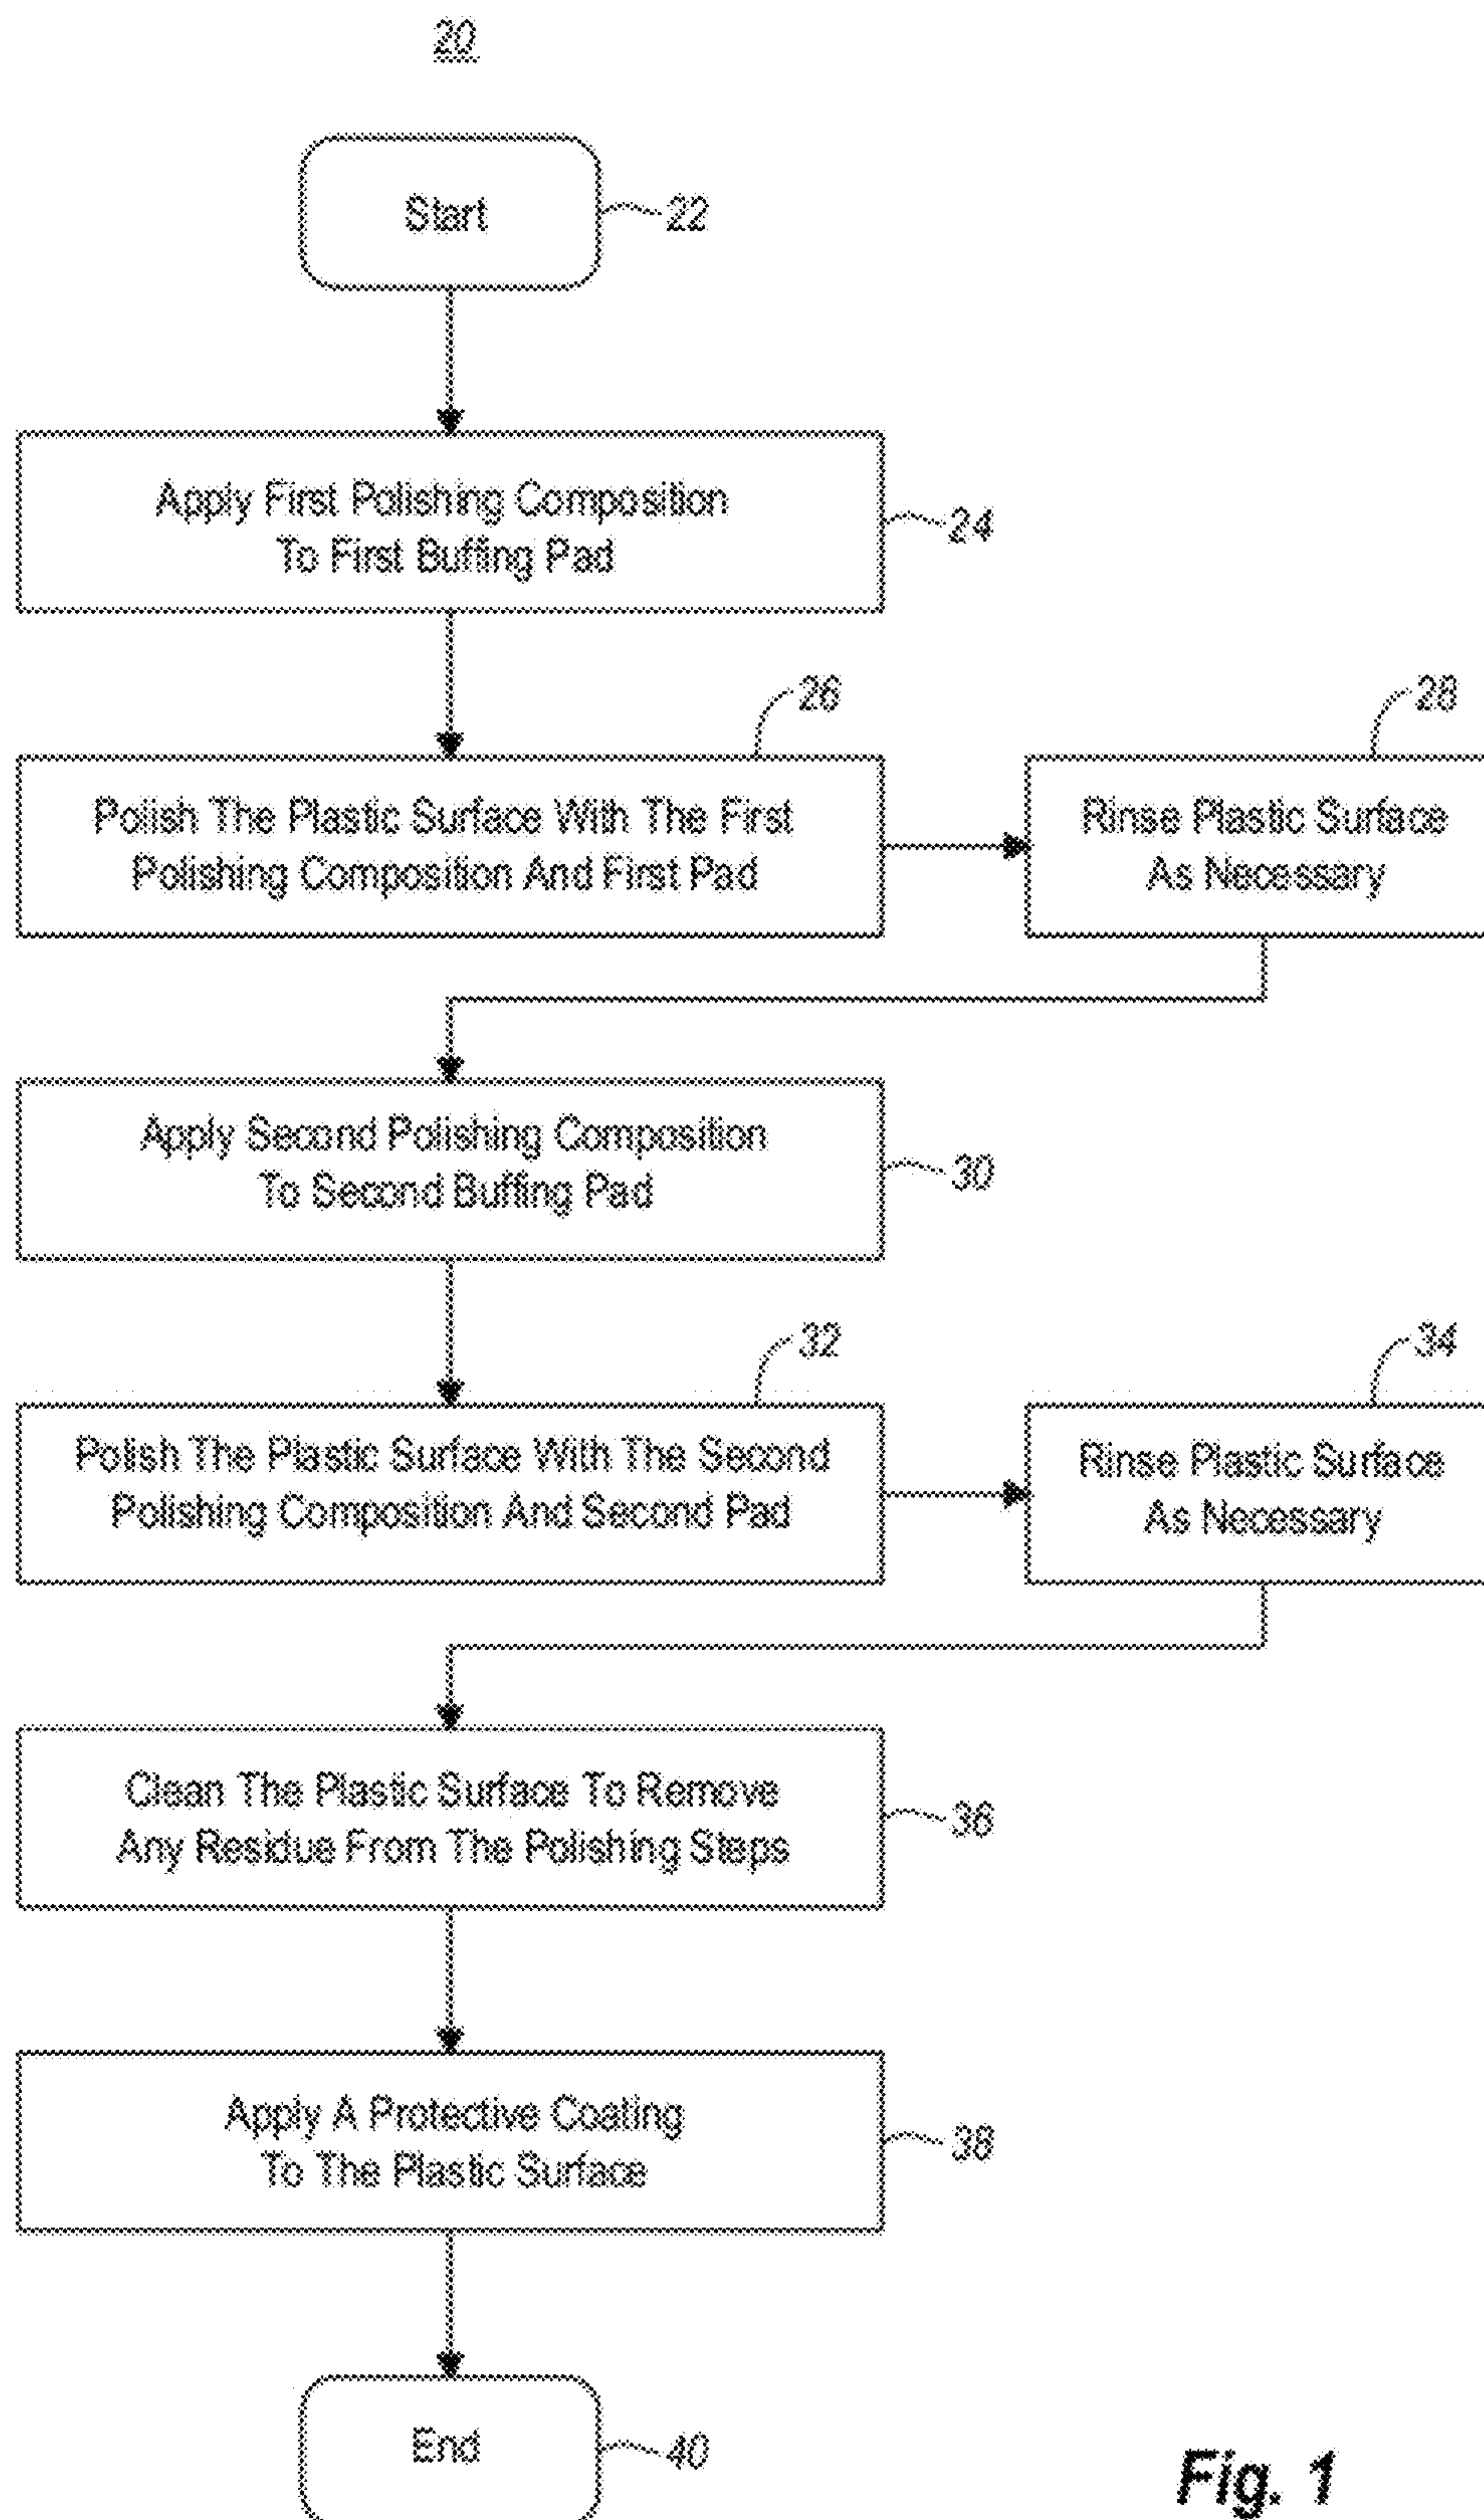 20
Start
22
Apply First Polishing Composition
To First Buffing Pad
24
26
28
Polish The Plastic Surface With The First
Polishing Composition And First Pad
Rinse Plastic Surface
As Necessary
Apply Second Polishing Composition
To Second Buffing Pad
30
32
34
Polish The Plastic Surface With The Second
Polishing Composition And Second Pad
Rinse Plastic Surface
As Necessary
Clean The Plastic Surface To Remove
Any Residue From The Polishing Steps
36
Apply A Protective Coating
To The Plastic Surface
38
End
40
Fig. 1